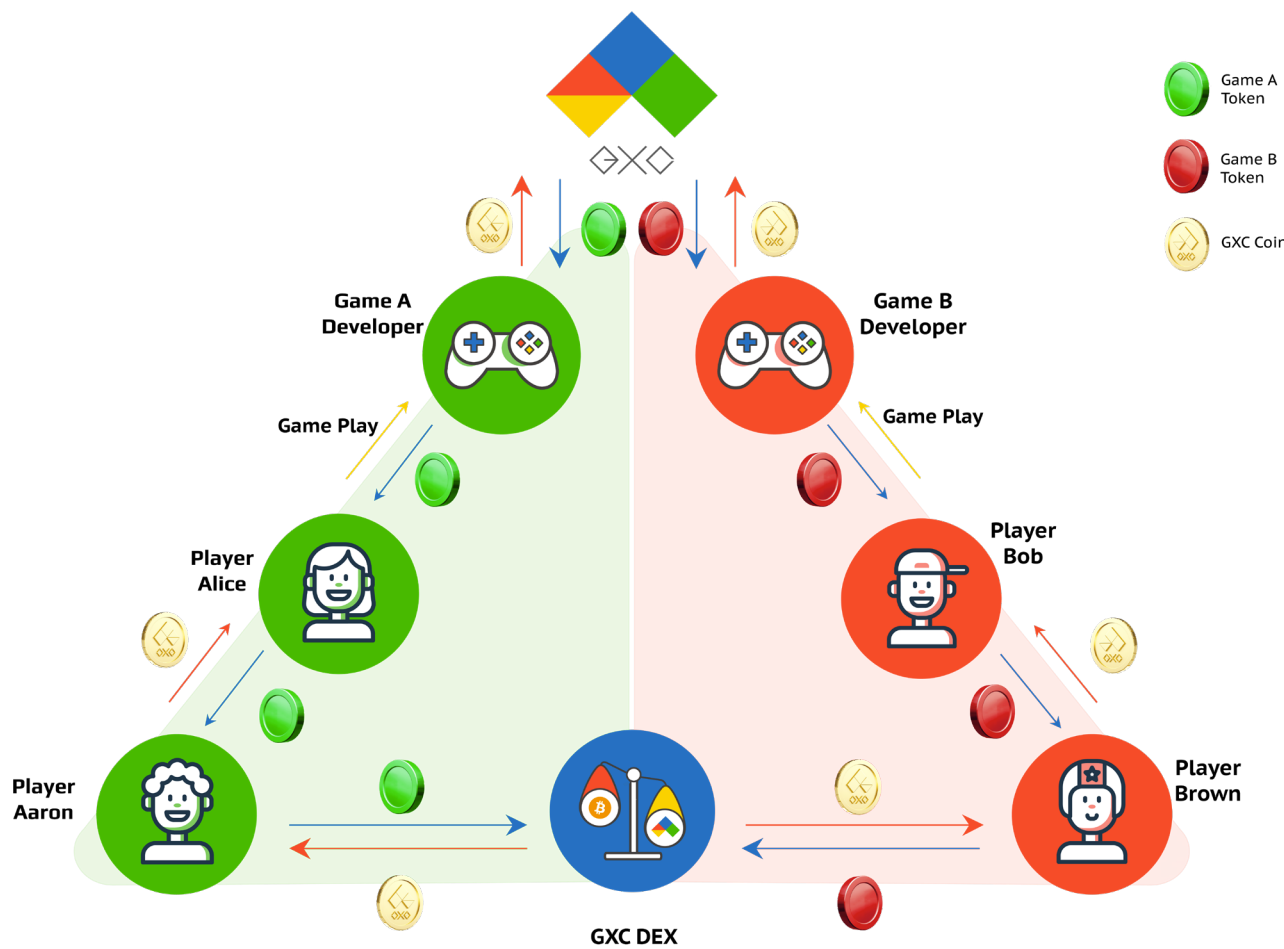 GXC
Game A
Token
Game B
Token
GXC Coir
Game A
Developer
Game B
Developer
Game Play
Game Play
Player
Alice
Player
Bob
Player
Aaron
Player
Brown
GXC DEX